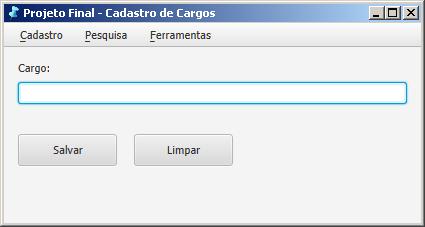 Projeto Final - Cadastro de Cargos
Cadastro Pesquisa Ferramentas
Cargo:
Salvar Limpar